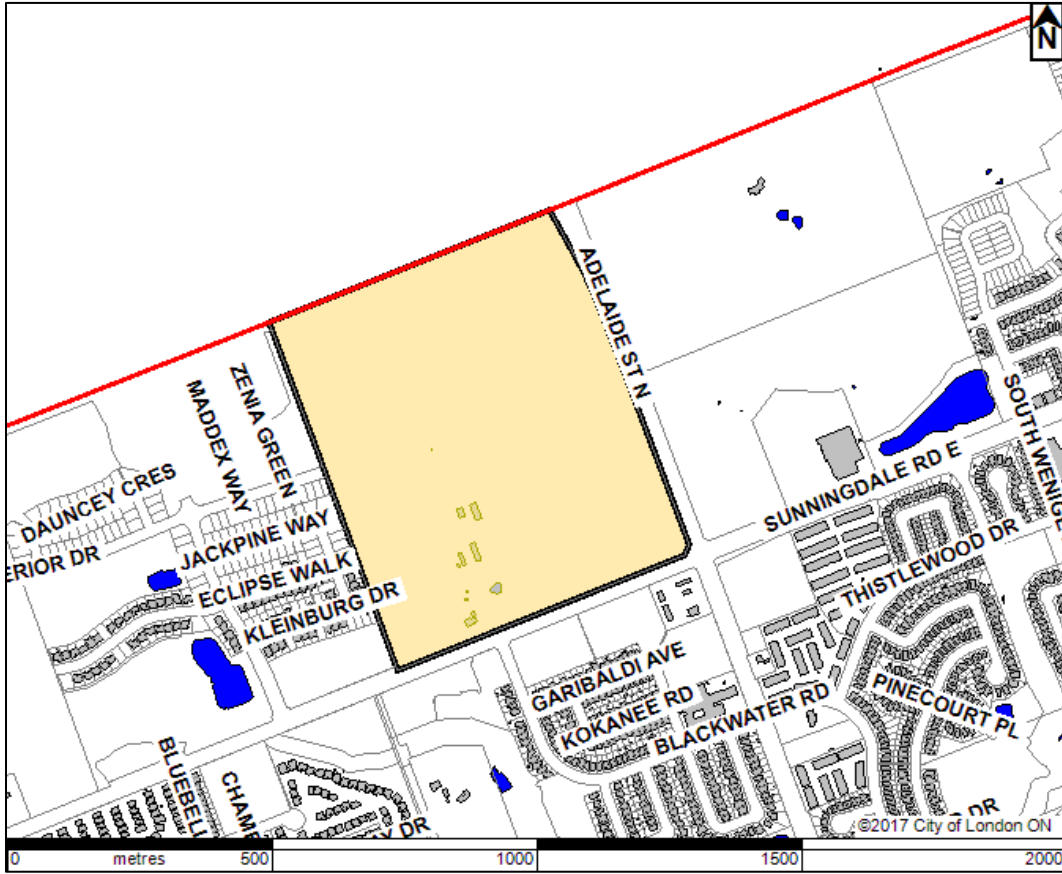 N
ADELAIDE ST N
ZENIA GREEN
MADDEX WAY
SOUTH WENIG
DAUNCEY CRES
SUNNINGDALE RD E
JACKPINE WAY
ERIOR DR
THISTLEWOOD DR
ECLIPSE WALK
KLEINBURG DR
GARIBALDI AVE
PINECOURT PL
KOKANEE RD
BLACKWATER RD
BLUEBELL
CHAM
Y DR
DR
©2017 City of London ON
0 metres 500 1000 1500 2000